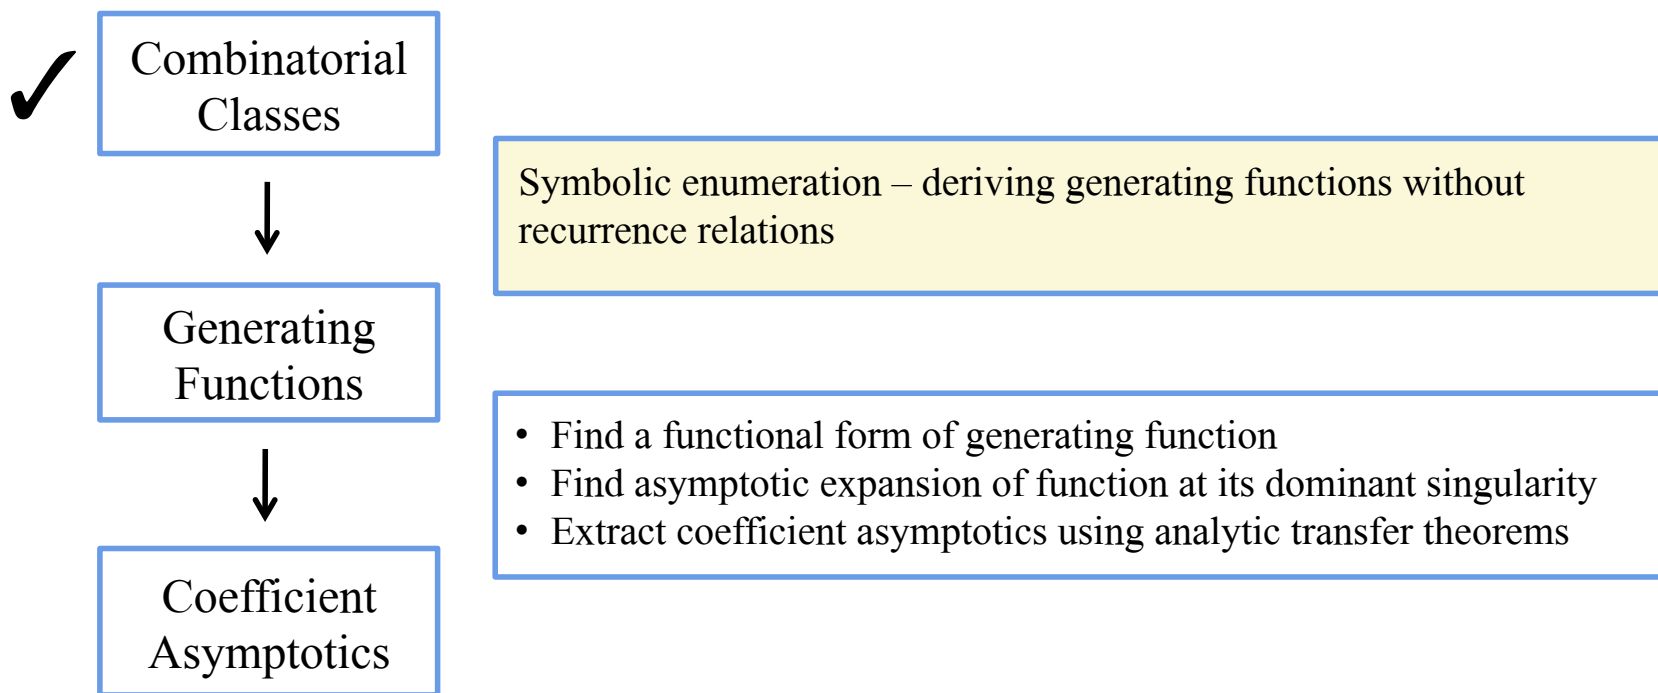 Combinatorial
Classes
Symbolic enumeration – deriving generating functions without
recurrence relations
Generating
Functions
• Find a functional form of generating function
• Find asymptotic expansion of function at its dominant singularity
• Extract coefficient asymptotics using analytic transfer theorems
Coefficient
Asymptotics